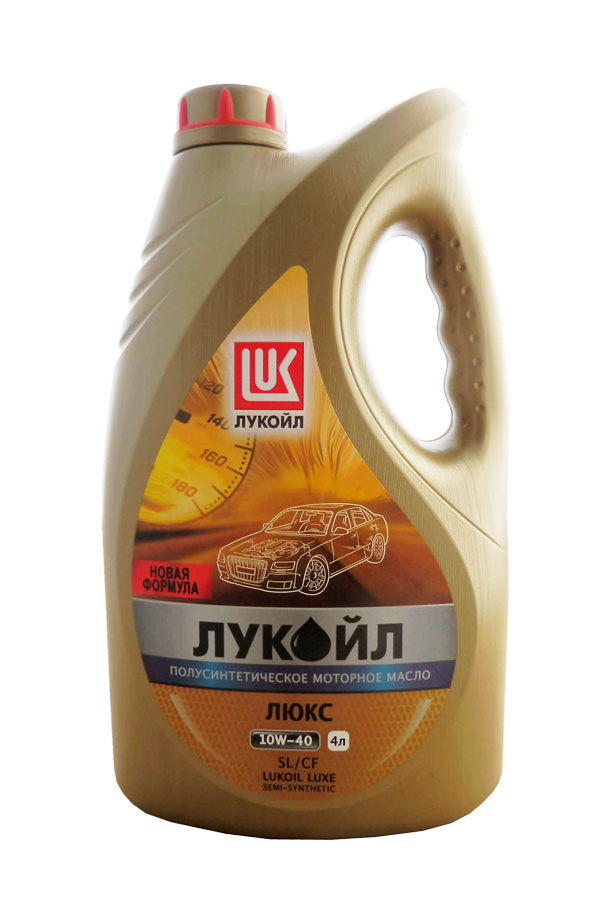 LUK
ЛУКОЙЛ
120
140
160
180
НОВАЯ
ФОРМУЛА
ЛУКОЙЛ
ПОЛУСИНТЕТИЧЕСКОЕ МОТОРНОЕ МАСЛО
ЛЮКС
10W-40 4л
SL/CF
LUKOIL LUXE
SEMI-SYNTHETIC